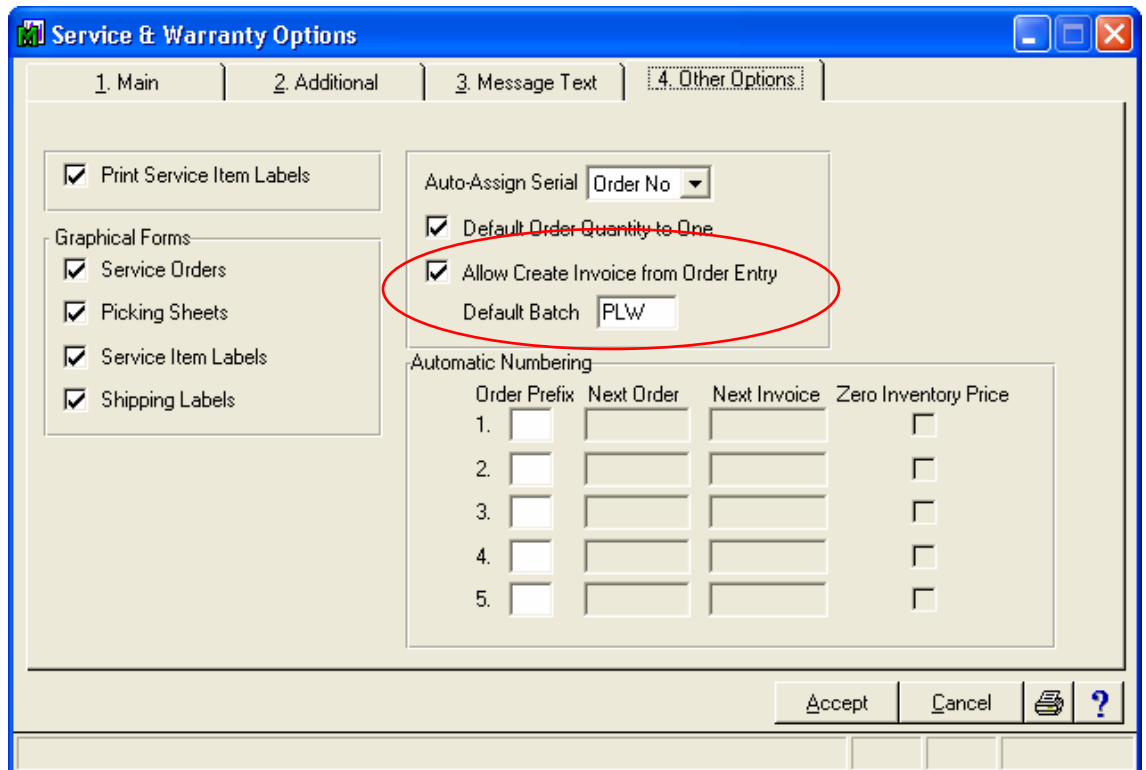 Service & Warranty Options
1. Main
2. Additional
3. Message Text
4. Other Options
Print Service Item Labels
Graphical Forms
Service Orders
Picking Sheets
Service Item Labels
Shipping Labels
Auto-Assign Serial Order No
Default Order Quantity to One
Allow Create Invoice from Order Entry
Default Batch PLW
Automatic Numbering
Order Prefix Next Order Next Invoice Zero Inventory Price
1.
2.
3.
4.
5.
Accept
Cancel
?